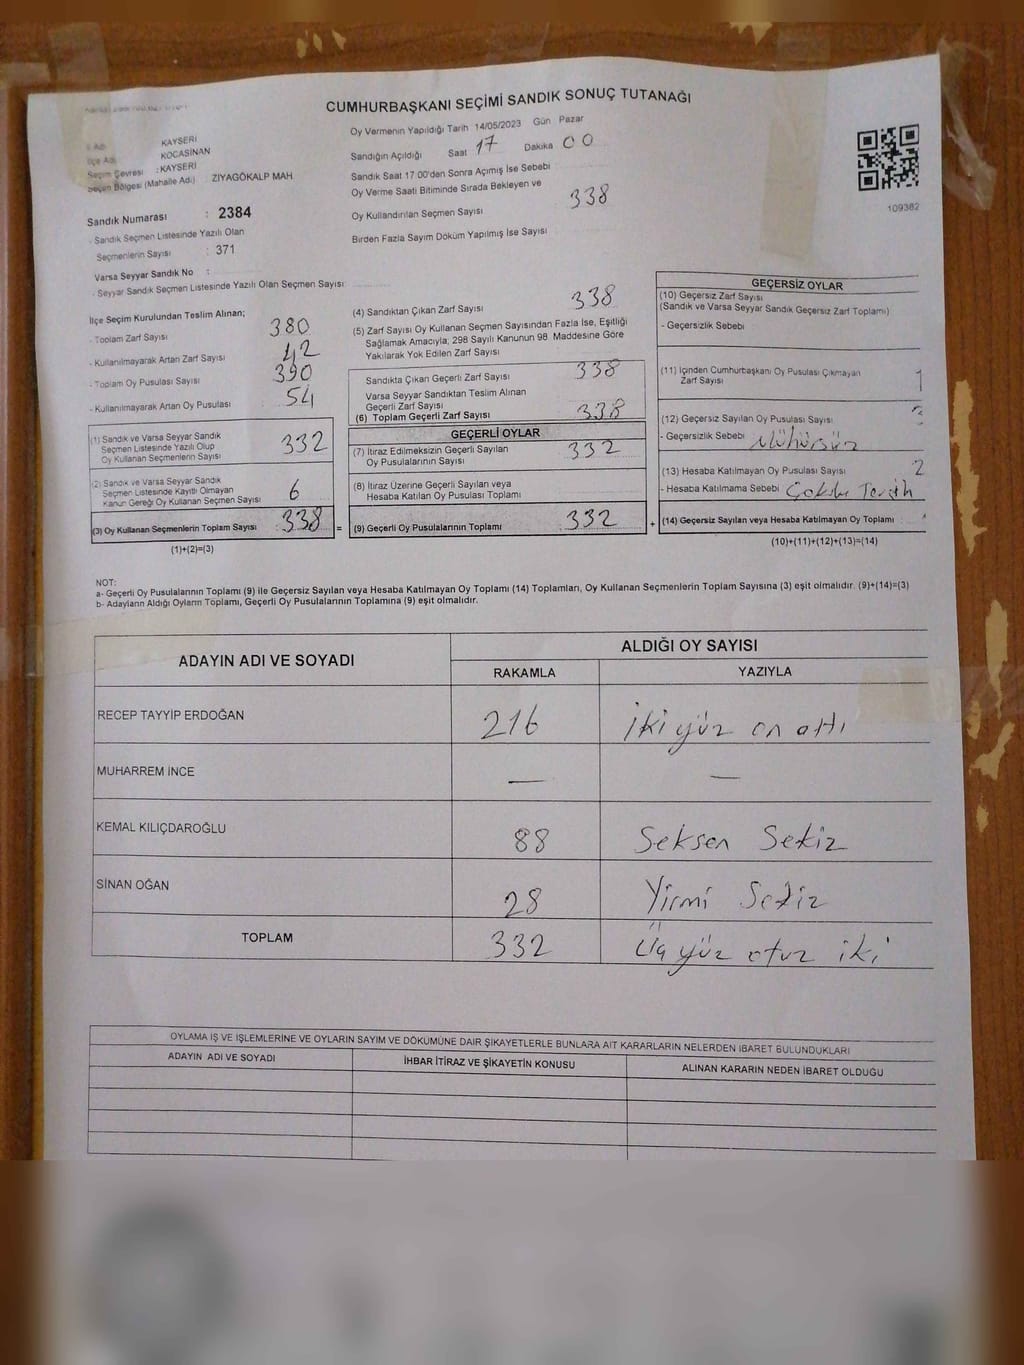 CUMHURBAŞKANI SEÇİMİ SANDIK SONUÇ TUTANAĞI
Oy Vermenin Yapıldığı Tarih 14/05/2023 Gün Pazar
Sandığın Açıldığı Saat 17 Dakika 00
Sandık Saat 17:00'den Sonra Açımış İse Sebebi
Oy Verme Saati Bitiminde Sırada Bekleyen ve
Oy Kullandırılan Seçmen Sayısı 338
Birden Fazla Sayım Döküm Yapılmış İse Sayısı
109382
İl Adı KAYSERİ
İlçe Adı KOCASİNAN
Seçim Çevresi : KAYSERİ
Seçen Bölgesi (Mahalle Adı) ZIYAGÖKALP MAH
Sandık Numarası : 2384
- Sandık Seçmen Listesinde Yazılı Olan
Seçmenlerin Sayısı : 371
Varsa Seyyar Sandık No :
- Seyyar Sandık Seçmen Listesinde Yazılı Olan Seçmen Sayısı:
İlçe Seçim Kurulundan Teslim Alınan;
- Toplam Zarf Sayısı 380
- Kullanılmayarak Artan Zarf Sayısı 42
- Toplam Oy Pusulası Sayısı 390
- Kullanılmayarak Artan Oy Pusulası 54
(1) Sandık ve Varsa Seyyar Sandık
Seçmen Listesinde Yazılı Olup
Oy Kullanan Seçmenlerin Sayısı 332
(2) Sandık ve Varsa Seyyar Sandık
Seçmen Listesinde Kayıtlı Olmayan
Kanun Gereği Oy Kullanan Seçmen Sayısı 6
(3) Oy Kullanan Seçmenlerin Toplam Sayısı : 338 =
(1)+(2)=(3)
(4) Sandıktan Çıkan Zarf Sayısı 338
(5) Zarf Sayısı Oy Kullanan Seçmen Sayısından Fazla İse, Eşitliği
Sağlamak Amacıyla; 298 Sayılı Kanunun 98. Maddesine Göre
Yakılarak Yok Edilen Zarf Sayısı
Sandıkta Çıkan Geçerli Zarf Sayısı 338
Varsa Seyyar Sandıktan Teslim Alınan
Geçerli Zarf Sayısı
(6) Toplam Geçerli Zarf Sayısı 338
GEÇERLİ OYLAR
(7) İtiraz Edilmeksizin Geçerli Sayılan
Oy Pusulalarının Sayısı 332
(8) İtiraz Üzerine Geçerli Sayılan veya
Hesaba Katılan Oy Pusulası Toplamı
(9) Geçerli Oy Pusulalarının Toplamı 332 +
GEÇERSİZ OYLAR
(10) Geçersiz Zarf Sayısı
(Sandık ve Varsa Seyyar Sandık Geçersiz Zarf Toplamı)
- Geçersizlik Sebebi
(11) İçinden Cumhurbaşkanı Oy Pusulası Çıkmayan
Zarf Sayısı 1
(12) Geçersiz Sayılan Oy Pusulası Sayısı
- Geçersizlik Sebebi : Mühürsüz
(13) Hesaba Katılmayan Oy Pusulası Sayısı 2
- Hesaba Katılmama Sebebi
(14) Geçersiz Sayılan veya Hesaba Katılmayan Oy Toplamı
(10)+(11)+(12)+(13)=(14)
NOT:
a- Geçerli Oy Pusulalarının Toplamı (9) ile Geçersiz Sayılan veya Hesaba Katılmayan Oy Toplamı (14) Toplamları, Oy Kullanan Seçmenlerin Toplam Sayısına (3) eşit olmalıdır. (9)+(14)=(3)
b- Adayların Aldığı Oyların Toplamı, Geçerli Oy Pusulalarının Toplamına (9) eşit olmalıdır.
ADAYIN ADI VE SOYADI ALDIĞI OY SAYISI
RAKAMLA YAZIYLA
RECEP TAYYİP ERDOĞAN 216 İki yüz on altı
MUHARREM İNCE — —
KEMAL KILIÇDAROĞLU 88 Seksen Sekiz
SİNAN OĞAN 28 Yirmi Sekiz
TOPLAM 332 Üç yüz otuz iki
OYLAMA İŞ VE İŞLEMLERİNE VE OYLARIN SAYIM VE DÖKÜMÜNE DAİR ŞİKAYETLERLE BUNLARA AİT KARARLARIN NELERDEN İBARET BULUNDUKLARI
ADAYIN ADI VE SOYADI İHBAR İTİRAZ VE ŞİKAYETİN KONUSU ALINAN KARARIN NEDEN İBARET OLDUĞU